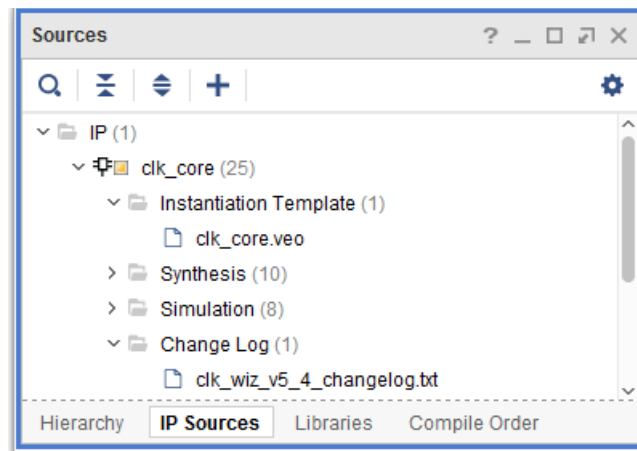 Sources
IP (1)
clk_core (25)
Instantiation Template (1)
clk_core.veo
Synthesis (10)
Simulation (8)
Change Log (1)
clk_wiz_v5_4_changelog.txt
Hierarchy IP Sources Libraries Compile Order